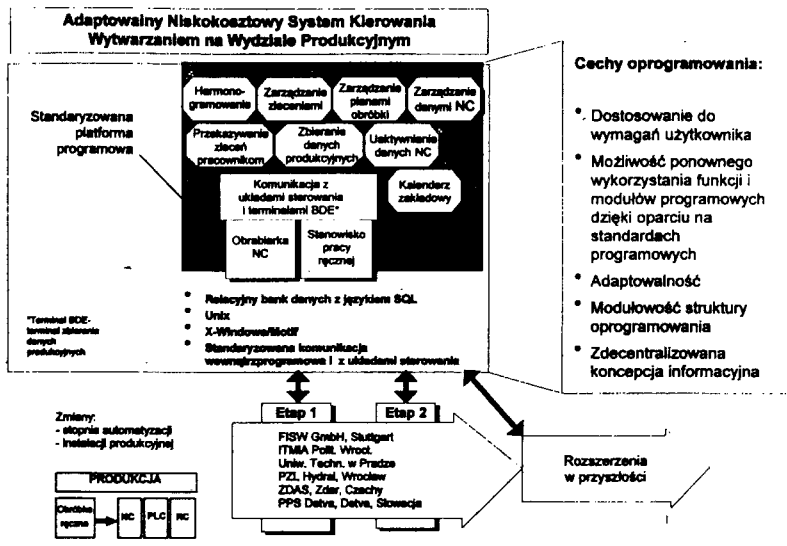 Adaptowalny Niskokosztowy System Kierowania
Wytwarzaniem na Wydziale Produkcyjnym
Standaryzowana
platforma
programowa
Harmono-
gramowanie
Zarządzanie
zleceniami
Zarządzanie
planami
obróbki
Zarządzanie
danymi NC
Przekazywanie
zleceń
pracownikom
Zbieranie
danych
produkcyjnych
Uaktywnianie
danych NC
Komunikacja z
układami sterowania
i terminalami BDE*
Kalendarz
zakładowy
Obrabiarka
NC
Stanowisko
pracy
ręcznej
*Terminal BDE-
terminal zbierania
danych
produkcyjnych
* Relacyjny bank danych z językiem SQL
* Unix
* X-Windows/Motif
* Standaryzowana komunikacja
wewnątrzprogramowa i z układami sterowania
Cechy oprogramowania:
* Dostosowanie do
wymagań użytkownika
* Możliwość ponownego
wykorzystania funkcji i
modułów programowych
dzięki oparciu na
standardach
programowych
* Adaptowalność
* Modułowość struktury
oprogramowania
* Zdecentralizowana
koncepcja informacyjna
Zmiany:
- stopnia automatyzacji
- instalacji produkcyjnej
PRODUKCJA
Obróbka
ręczna
NC
PLC
RC
Etap 1
Etap 2
FISW GmbH, Stuttgart
ITMIA Polit. Wrocł.
Uniw. Techn. w Pradze
PZL Hydral, Wrocław
ZDAS, Zdar, Czechy
PPS Detva, Detva, Słowacja
Rozszerzenia
w przyszłości